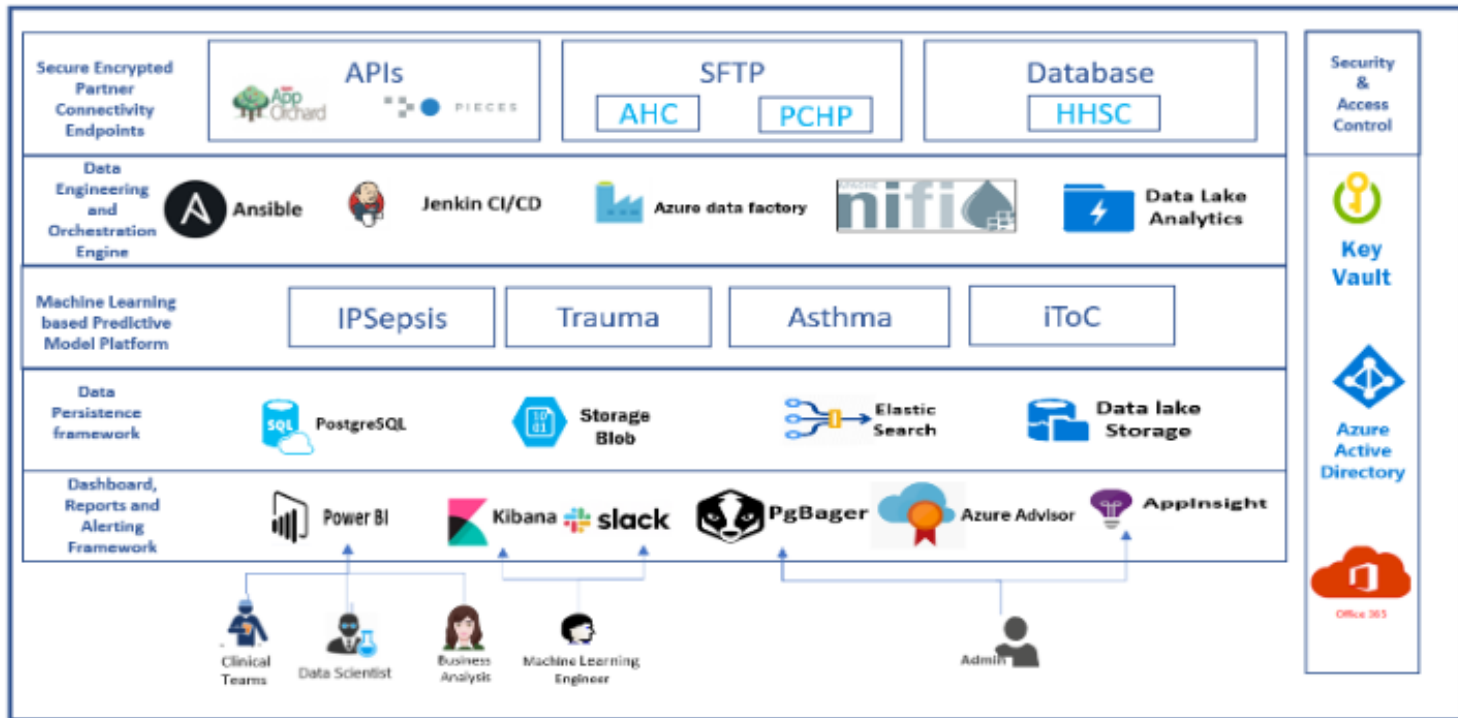 Secure Encrypted
Partner
Connectivity
Endpoints
APIs
App
Orchard
PIECES
SFTP
AHC
PCHP
Database
HHSC
Security
&
Access
Control
Data
Engineering
and
Orchestration
Engine
Ansible
Jenkin CI/CD
Azure data factory
APACHE
nifi
Data Lake
Analytics
Key
Vault
Machine Learning
based Predictive
Model Platform
IPSepsis
Trauma
Asthma
iToC
Data
Persistence
framework
SQL
PostgreSQL
10
01
Storage
Blob
Elastic
Search
Data lake
Storage
Azure
Active
Directory
Dashboard,
Reports and
Alerting
Framework
Power BI
Kibana
slack
PgBager
Azure Advisor
AppInsight
Office 365
Clinical
Teams
Data Scientist
Business
Analysis
Machine Learning
Engineer
Admin